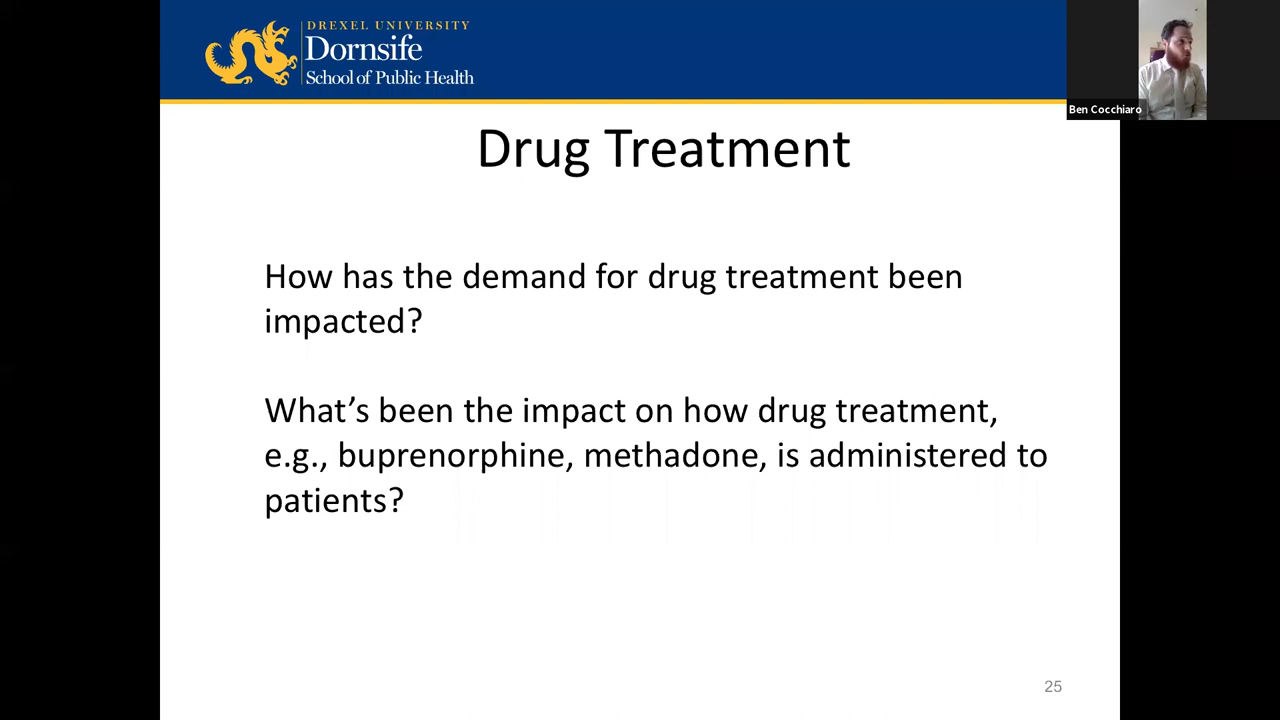 DREXEL UNIVERSITY
Dornsife
School of Public Health
Ben Cocchiaro
Drug Treatment
How has the demand for drug treatment been
impacted?
What’s been the impact on how drug treatment,
e.g., buprenorphine, methadone, is administered to
patients?
25